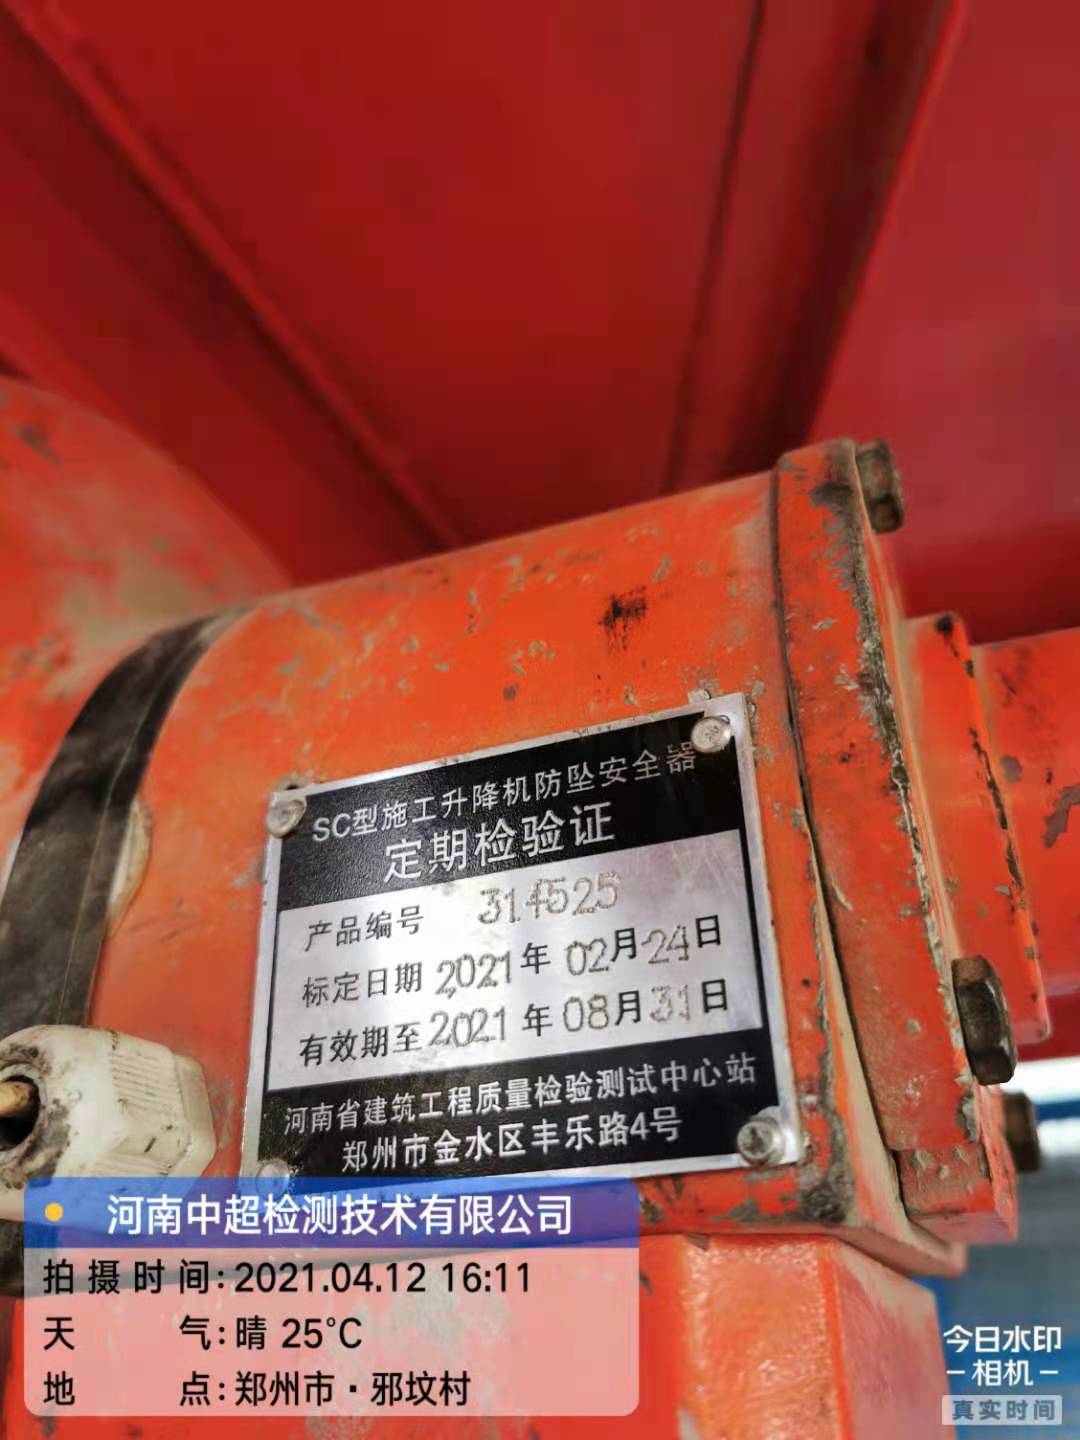 SC型施工升降机防坠安全器
定期检验证
产品编号 314525
标定日期 2021年 02月24日
有效期至 2021年08月31日
河南省建筑工程质量检验测试中心站
郑州市金水区丰乐路4号
河南中超检测技术有限公司
拍摄时间:2021.04.12 16:11
天气:晴 25°C
地点:郑州市·邪坟村
今日水印
相机
真实时间